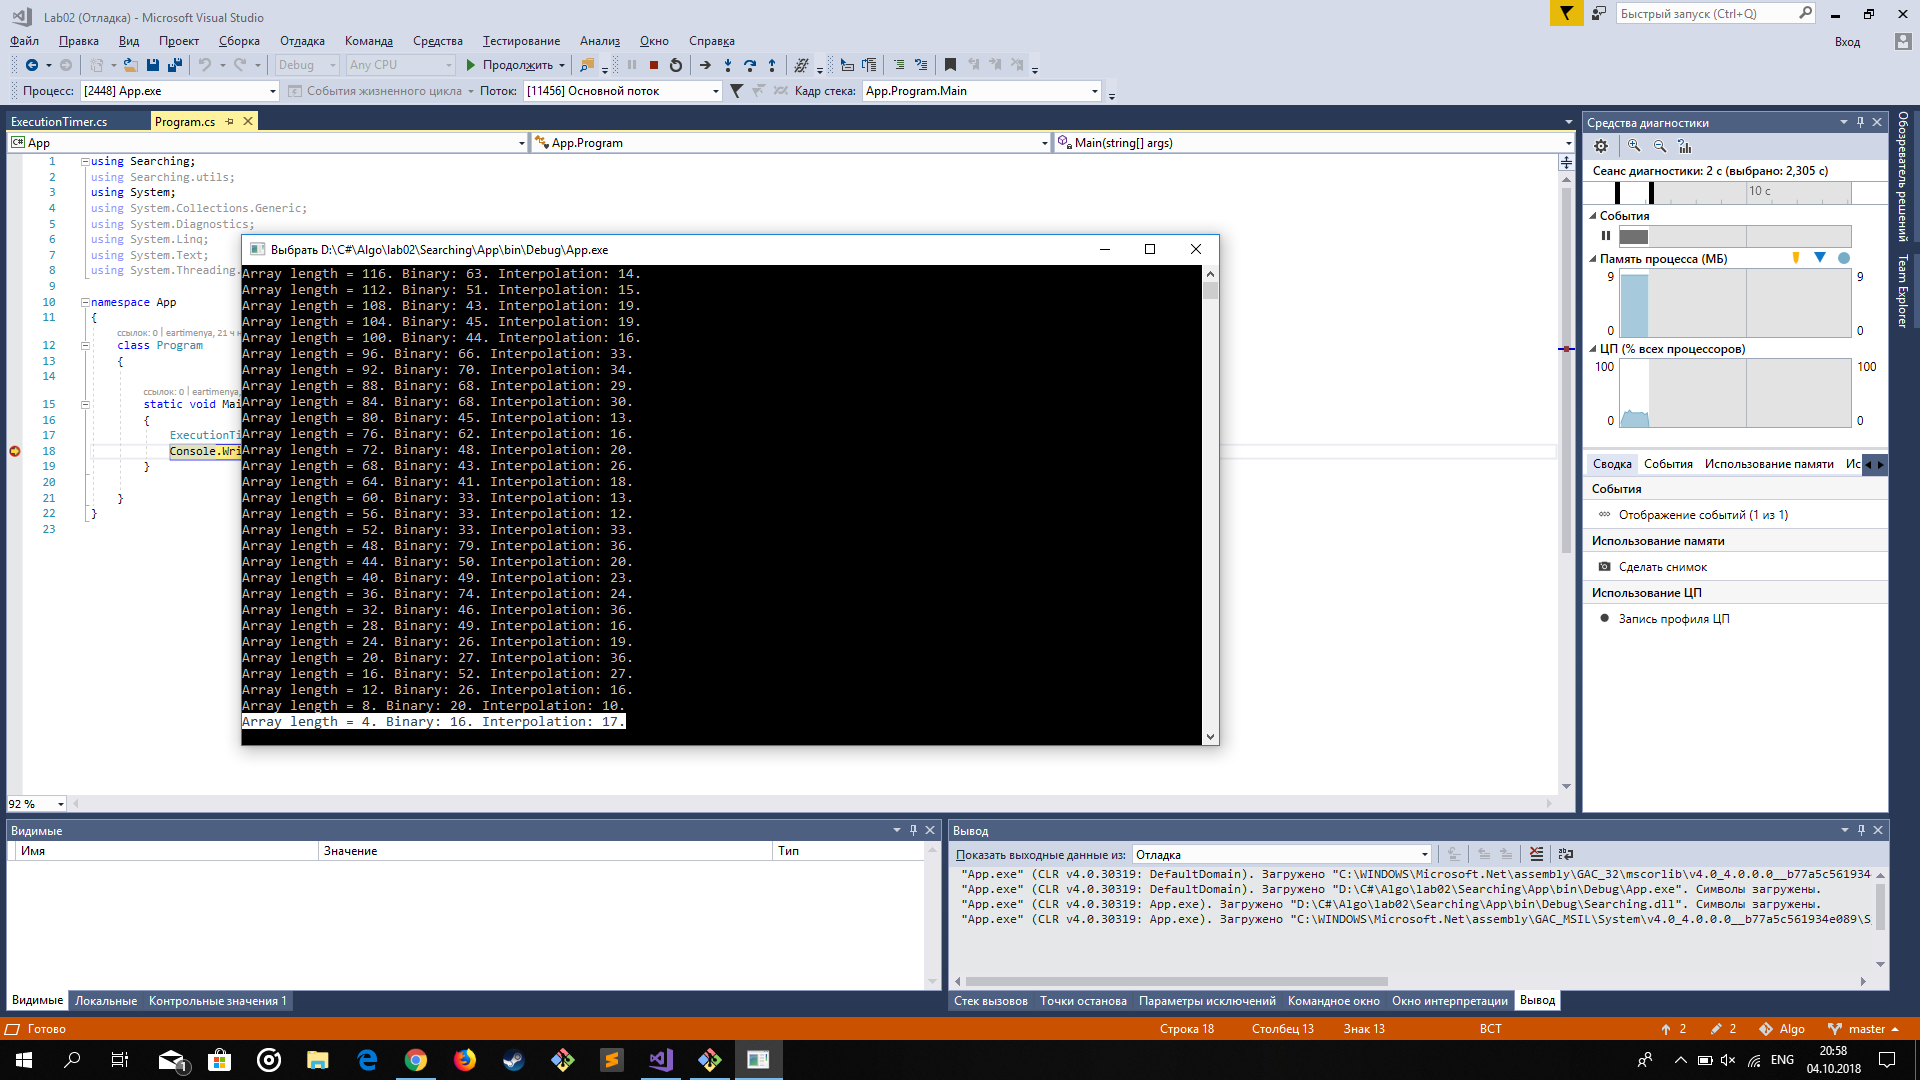 Lab02 (Отладка) - Microsoft Visual Studio
Быстрый запуск (Ctrl+Q)
Файл Правка Вид Проект Сборка Отладка Команда Средства Тестирование Анализ Окно Справка
Вход
Debug Any CPU Продолжить
Процесс: [2448] App.exe События жизненного цикла Поток: [11456] Основной поток Кадр стека: App.Program.Main
ExecutionTimer.cs Program.cs
C# App App.Program Main(string[] args)
1 using Searching;
2 using Searching.utils;
3 using System;
4 using System.Collections.Generic;
5 using System.Diagnostics;
6 using System.Linq;
7 using System.Text;
8 using System.Threading.
9
10 namespace App
11 {
ссылок: 0 | eartimenya, 21 ч
12 class Program
13 {
14
ссылок: 0 | eartimenya,
15 static void Mai
16 {
17 ExecutionTi
18 Console.Wri
19 }
20
21 }
22 }
23
92 %
Выбрать D:\C#\Algo\lab02\Searching\App\bin\Debug\App.exe
Array length = 116. Binary: 63. Interpolation: 14.
Array length = 112. Binary: 51. Interpolation: 15.
Array length = 108. Binary: 43. Interpolation: 19.
Array length = 104. Binary: 45. Interpolation: 19.
Array length = 100. Binary: 44. Interpolation: 16.
Array length = 96. Binary: 66. Interpolation: 33.
Array length = 92. Binary: 70. Interpolation: 34.
Array length = 88. Binary: 68. Interpolation: 29.
Array length = 84. Binary: 68. Interpolation: 30.
Array length = 80. Binary: 45. Interpolation: 13.
Array length = 76. Binary: 62. Interpolation: 16.
Array length = 72. Binary: 48. Interpolation: 20.
Array length = 68. Binary: 43. Interpolation: 26.
Array length = 64. Binary: 41. Interpolation: 18.
Array length = 60. Binary: 33. Interpolation: 13.
Array length = 56. Binary: 33. Interpolation: 12.
Array length = 52. Binary: 33. Interpolation: 33.
Array length = 48. Binary: 79. Interpolation: 36.
Array length = 44. Binary: 50. Interpolation: 20.
Array length = 40. Binary: 49. Interpolation: 23.
Array length = 36. Binary: 74. Interpolation: 24.
Array length = 32. Binary: 46. Interpolation: 36.
Array length = 28. Binary: 49. Interpolation: 16.
Array length = 24. Binary: 26. Interpolation: 19.
Array length = 20. Binary: 27. Interpolation: 36.
Array length = 16. Binary: 52. Interpolation: 27.
Array length = 12. Binary: 26. Interpolation: 16.
Array length = 8. Binary: 20. Interpolation: 10.
Array length = 4. Binary: 16. Interpolation: 17.
Средства диагностики
Сеанс диагностики: 2 с (выбрано: 2,305 с)
10 с
События
Память процесса (МБ)
9 9
0 0
ЦП (% всех процессоров)
100 100
0 0
Сводка События Использование памяти Ис
События
Отображение событий (1 из 1)
Использование памяти
Сделать снимок
Использование ЦП
Запись профиля ЦП
Обозреватель решений
Team Explorer
Видимые
Имя Значение Тип
Видимые Локальные Контрольные значения 1
Вывод
Показать выходные данные из: Отладка
"App.exe" (CLR v4.0.30319: DefaultDomain). Загружено "C:\WINDOWS\Microsoft.Net\assembly\GAC_32\mscorlib\v4.0_4.0.0.0__b77a5c561934
"App.exe" (CLR v4.0.30319: DefaultDomain). Загружено "D:\C#\Algo\lab02\Searching\App\bin\Debug\App.exe". Символы загружены.
"App.exe" (CLR v4.0.30319: App.exe). Загружено "D:\C#\Algo\lab02\Searching\App\bin\Debug\Searching.dll". Символы загружены.
"App.exe" (CLR v4.0.30319: App.exe). Загружено "C:\WINDOWS\Microsoft.Net\assembly\GAC_MSIL\System\v4.0_4.0.0.0__b77a5c561934e089\S
Стек вызовов Точки останова Параметры исключений Командное окно Окно интерпретации Вывод
Готово Строка 18 Столбец 13 Знак 13 ВСТ 2 2 Algo master
1
ENG
20:58
04.10.2018